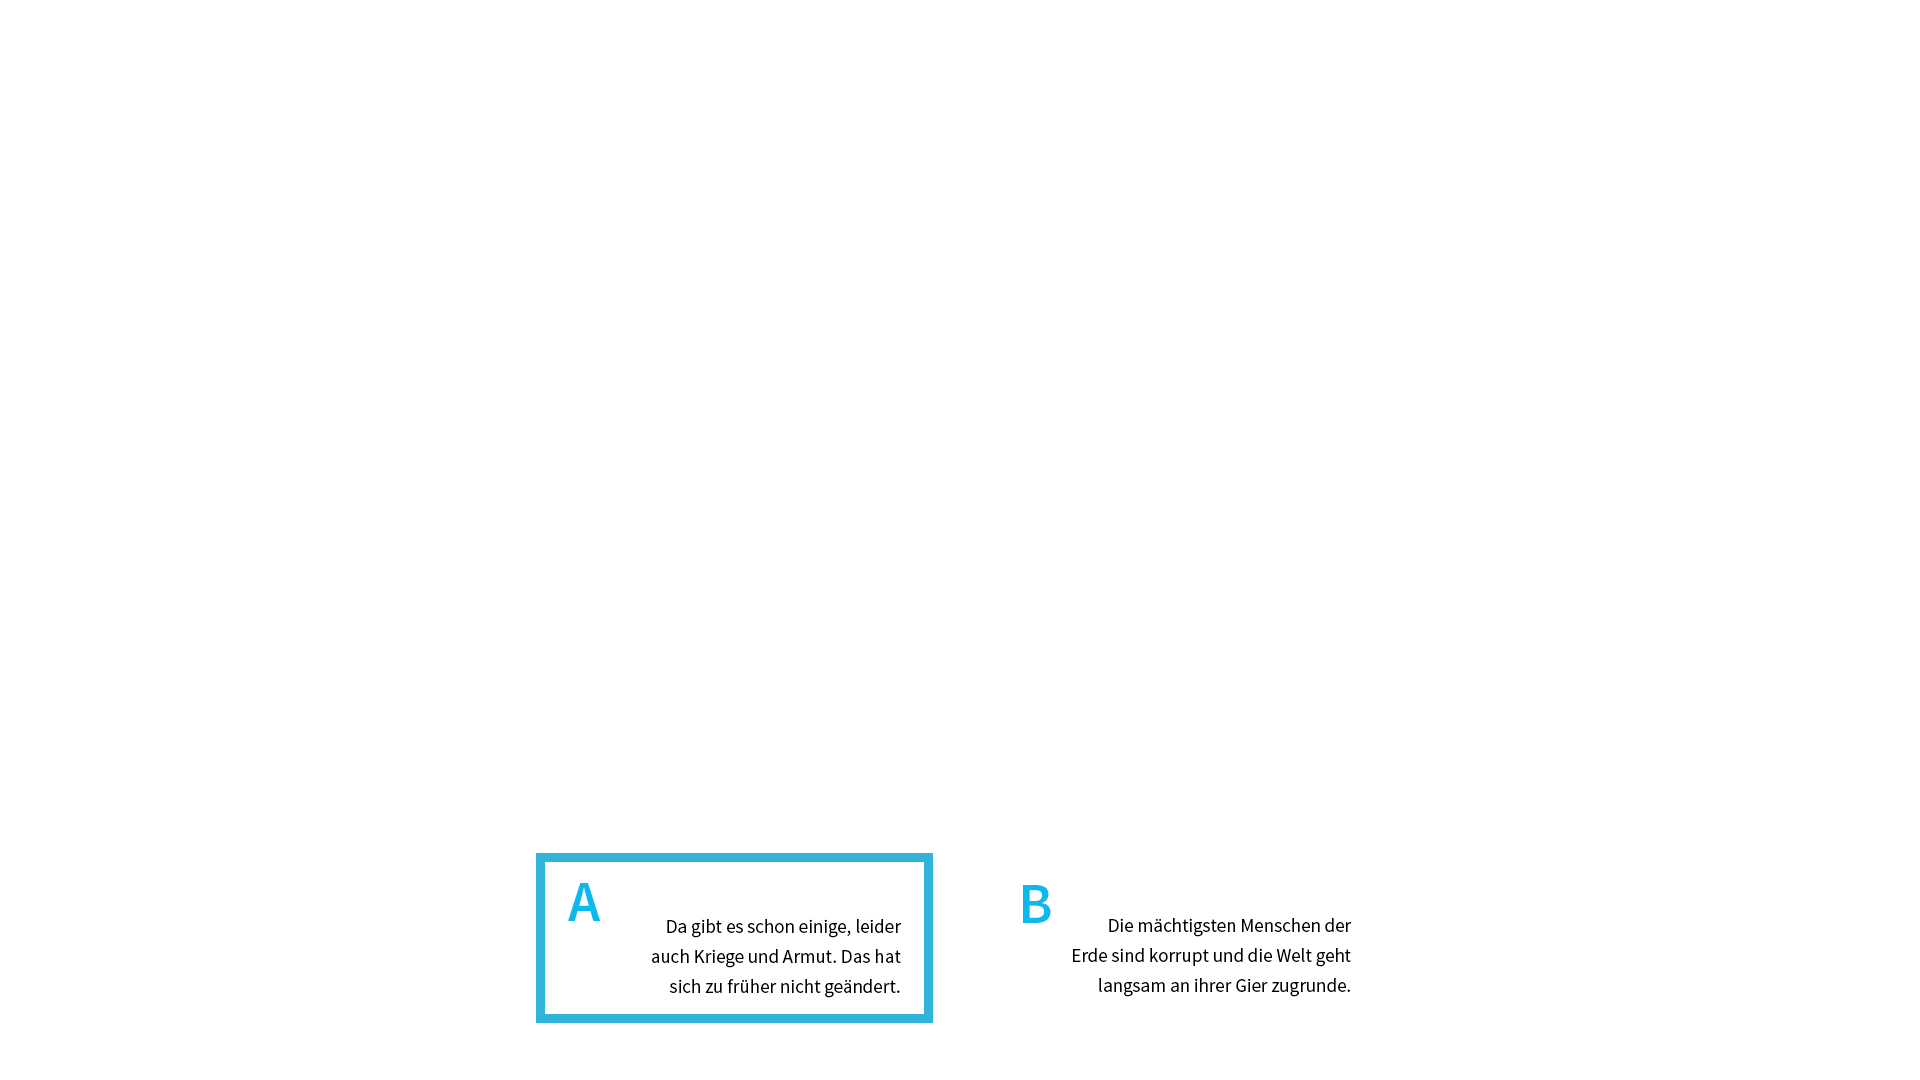 A
Da gibt es schon einige, leider
auch Kriege und Armut. Das hat
sich zu früher nicht geändert.
B
Die mächtigsten Menschen der
Erde sind korrupt und die Welt geht
langsam an ihrer Gier zugrunde.